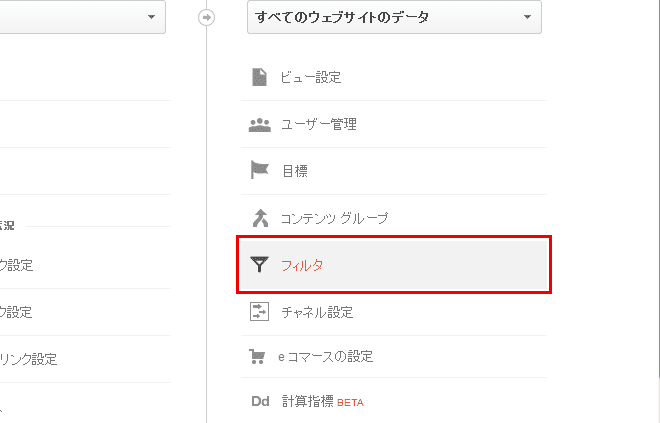 すべてのウェブサイトのデータ
ビュー設定
ユーザー管理
目標
コンテンツ グループ
フィルタ
チャネル設定
e コマースの設定
Dd 計算指標 BETA
況
ク設定
ク設定
リンク設定